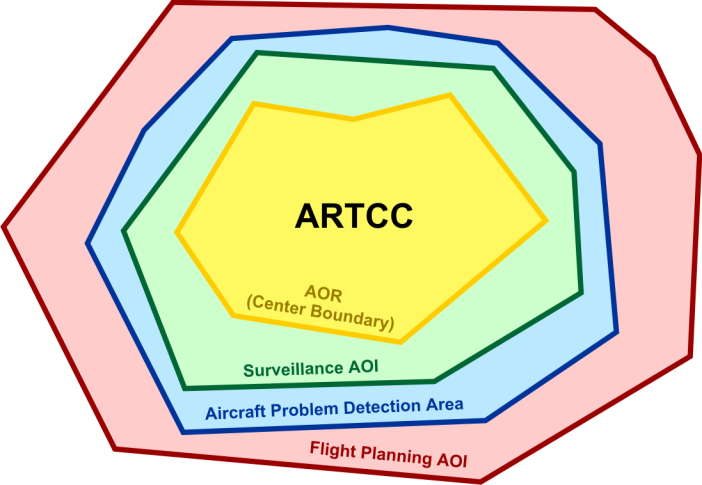 ARTCC
AOR
(Center Boundary)
Surveillance AOI
Aircraft Problem Detection Area
Flight Planning AOI